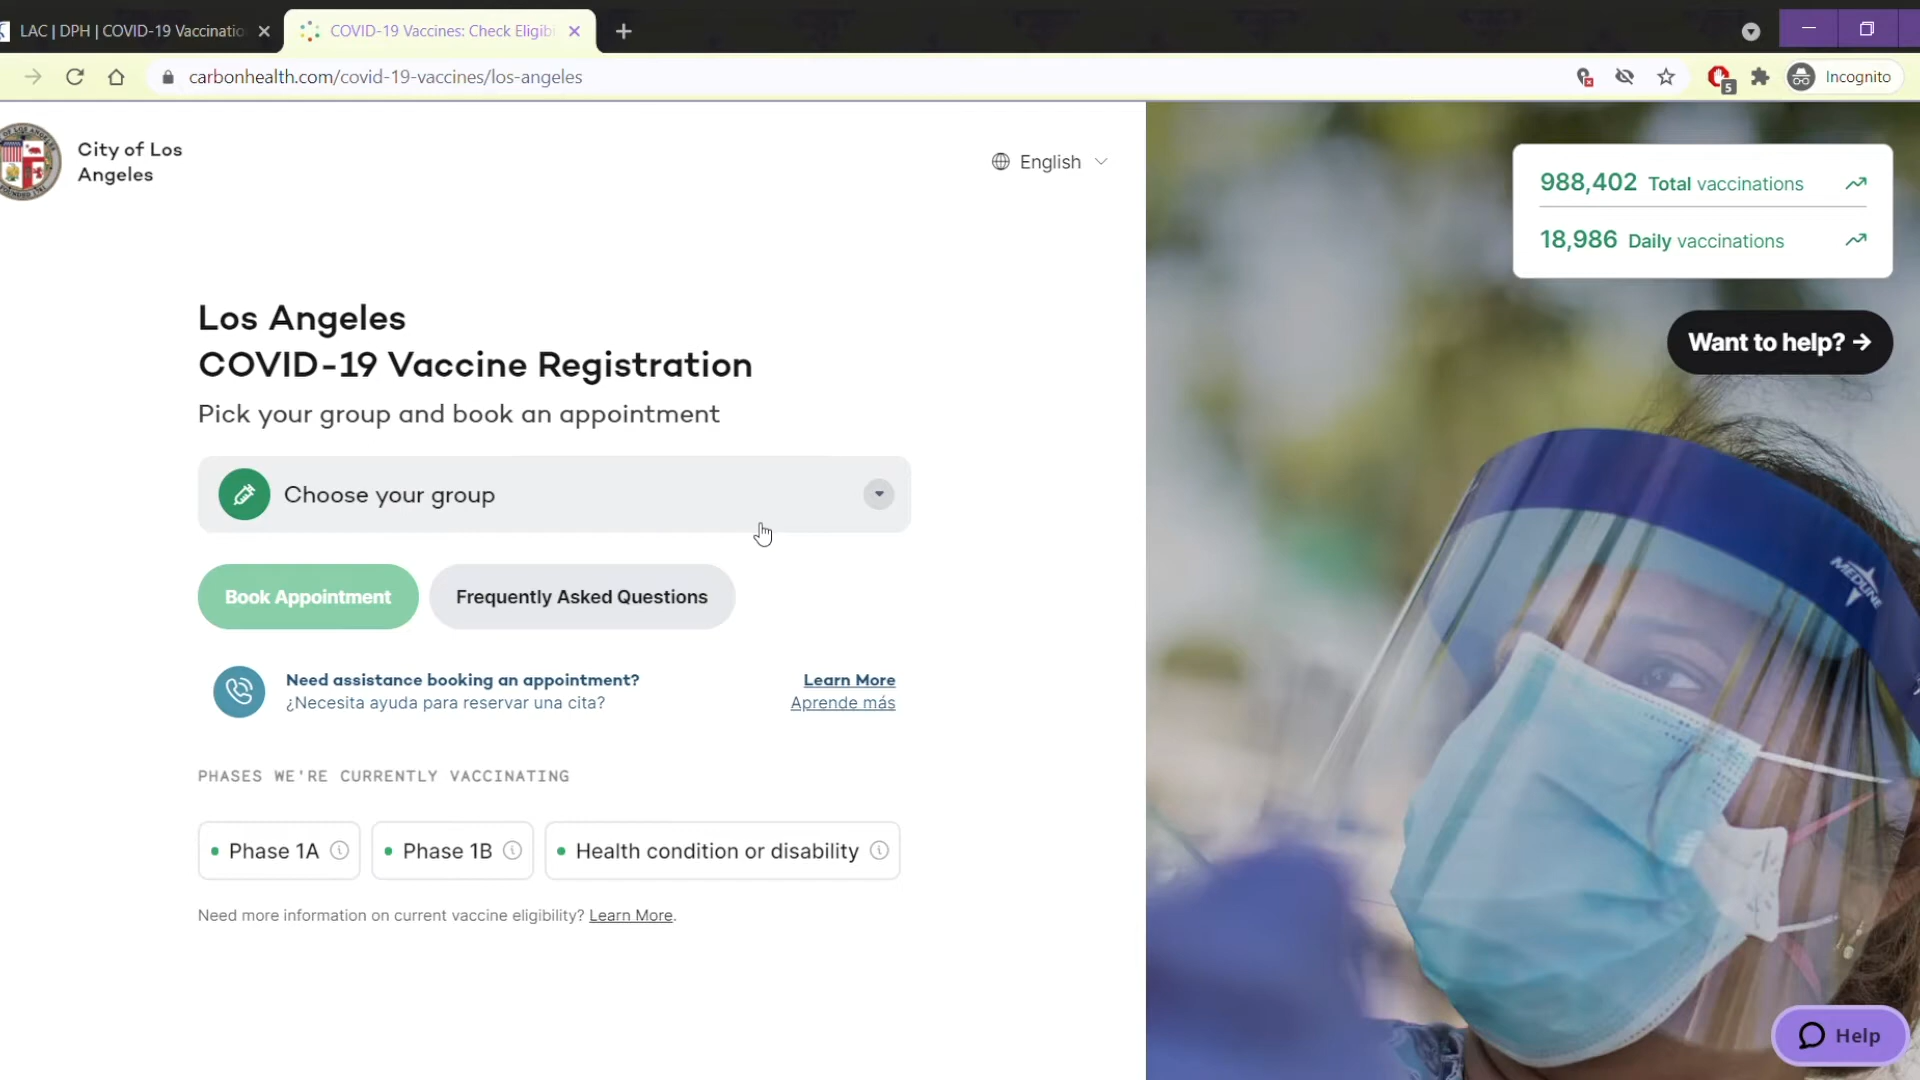 LAC | DPH | COVID-19 Vaccinatio
COVID-19 Vaccines: Check Eligib
carbonhealth.com/covid-19-vaccines/los-angeles
5
Incognito
City of Los
Angeles
English
988,402 Total vaccinations
18,986 Daily vaccinations
Want to help? →
Los Angeles
COVID-19 Vaccine Registration
Pick your group and book an appointment
Choose your group
Book Appointment
Frequently Asked Questions
Need assistance booking an appointment?
Learn More
¿Necesita ayuda para reservar una cita?
Aprende más
PHASES WE'RE CURRENTLY VACCINATING
Phase 1A
Phase 1B
Health condition or disability
Need more information on current vaccine eligibility? Learn More.
MEDLINE
Help